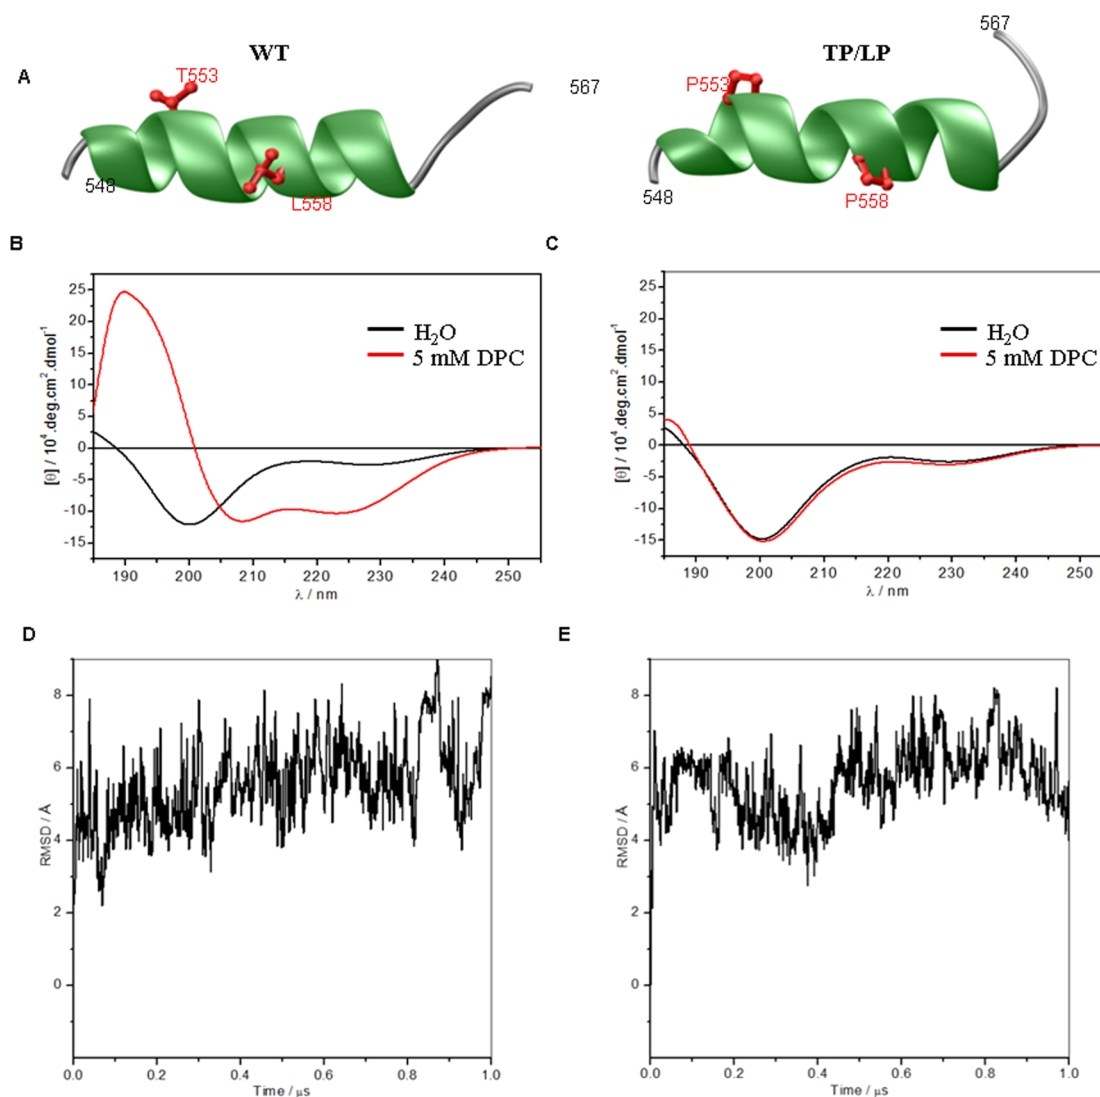 WT
TP/LP
A
T553
567
548
L558
567
P553
548
P558
B
C
25
20
15
10
5
0
-5
-10
-15
[θ] / 10⁴.deg.cm².dmol⁻¹
H₂O
5 mM DPC
190 200 210 220 230 240 250
λ / nm
25
20
15
10
5
0
-5
-10
-15
[θ] / 10⁴.deg.cm².dmol⁻¹
H₂O
5 mM DPC
190 200 210 220 230 240 250
λ / nm
D
E
8
6
4
2
0
RMSD / Å
0.0 0.2 0.4 0.6 0.8 1.0
Time / μs
8
6
4
2
0
RMSD / Å
0.0 0.2 0.4 0.6 0.8 1.0
Time / μs